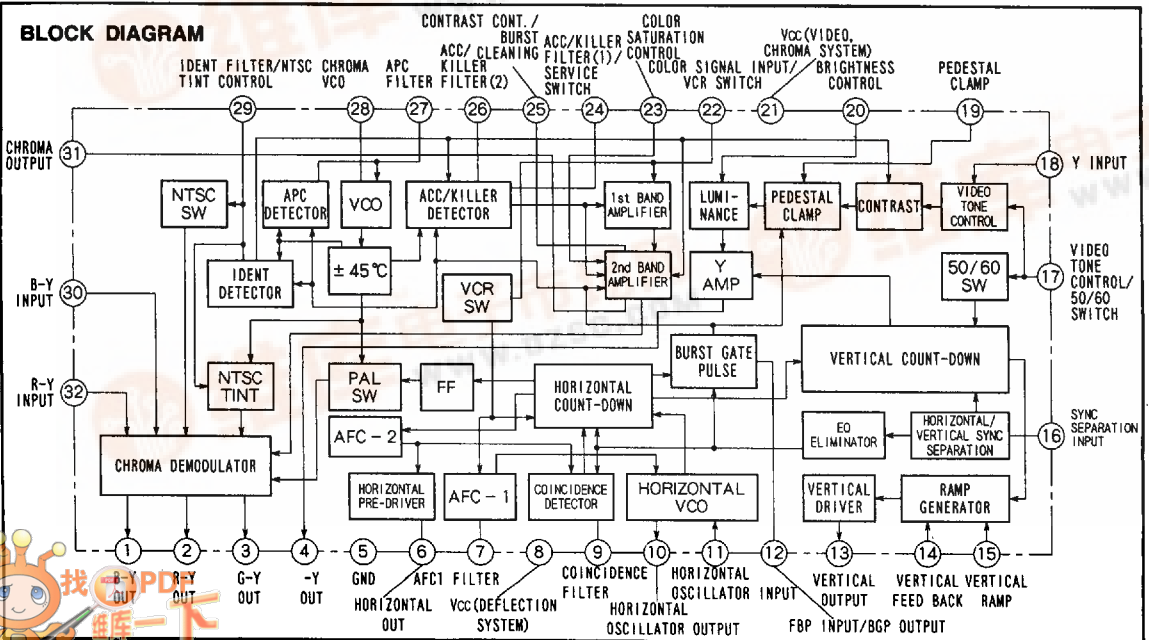 BLOCK DIAGRAM
CONTRAST CONT./
BURST
CLEANING
ACC/
KILLER
FILTER(2)
ACC/KILLER
FILTER(1)/
SERVICE
SWITCH
COLOR
SATURATION
CONTROL
COLOR SIGNAL INPUT/
VCR SWITCH
VCC(VIDEO,
CHROMA SYSTEM)
BRIGHTNESS
CONTROL
PEDESTAL
CLAMP
IDENT FILTER/NTSC
TINT CONTROL
CHROMA
VCO
APC
FILTER
29
28
27
26
25
24
23
22
21
20
19
CHROMA
OUTPUT
31
18
Y INPUT
NTSC
SW
APC
DETECTOR
VCO
ACC/KILLER
DETECTOR
1st BAND
AMPLIFIER
LUMI-
NANCE
PEDESTAL
CLAMP
CONTRAST
VIDEO
TONE
CONTROL
IDENT
DETECTOR
± 45℃
VCR
SW
2nd BAND
AMPLIFIER
Y
AMP
50/60
SW
17
VIDEO
TONE
CONTROL/
50/60
SWITCH
B-Y
INPUT
30
NTSC
TINT
PAL
SW
FF
HORIZONTAL
COUNT-DOWN
BURST GATE
PULSE
VERTICAL COUNT-DOWN
R-Y
INPUT
32
AFC-2
EQ
ELIMINATOR
HORIZONTAL/
VERTICAL SYNC
SEPARATION
16
SYNC
SEPARATION
INPUT
CHROMA DEMODULATOR
HORIZONTAL
PRE-DRIVER
AFC-1
COINCIDENCE
DETECTOR
HORIZONTAL
VCO
VERTICAL
DRIVER
RAMP
GENERATOR
1
2
3
4
5
6
7
8
9
10
11
12
13
14
15
B-Y
OUT
R-Y
OUT
G-Y
OUT
-Y
OUT
GND
HORIZONTAL
OUT
AFC1 FILTER
VCC(DEFLECTION
SYSTEM)
COINCIDENCE
FILTER
HORIZONTAL
OSCILLATOR OUTPUT
HORIZONTAL
OSCILLATOR INPUT
FBP INPUT/BGP OUTPUT
VERTICAL
OUTPUT
VERTICAL
FEED BACK
VERTICAL
RAMP
找 PDF
维库一下